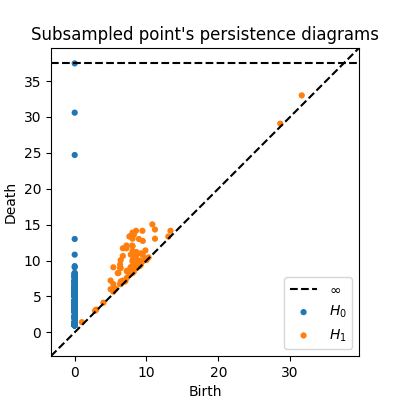 Subsampled point's persistence diagrams
35
30
25
20
15
10
5
0
Death
∞
H₀
H₁
0 10 20 30
Birth